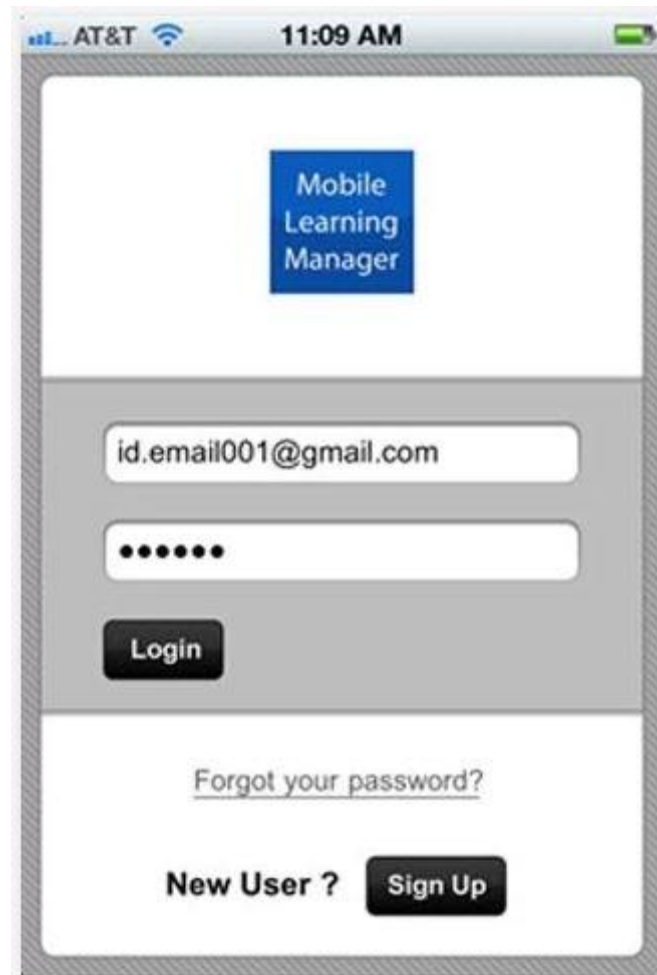 AT&T 11:09 AM
Mobile
Learning
Manager
id.email001@gmail.com
••••••
Login
Forgot your password?
New User ? Sign Up